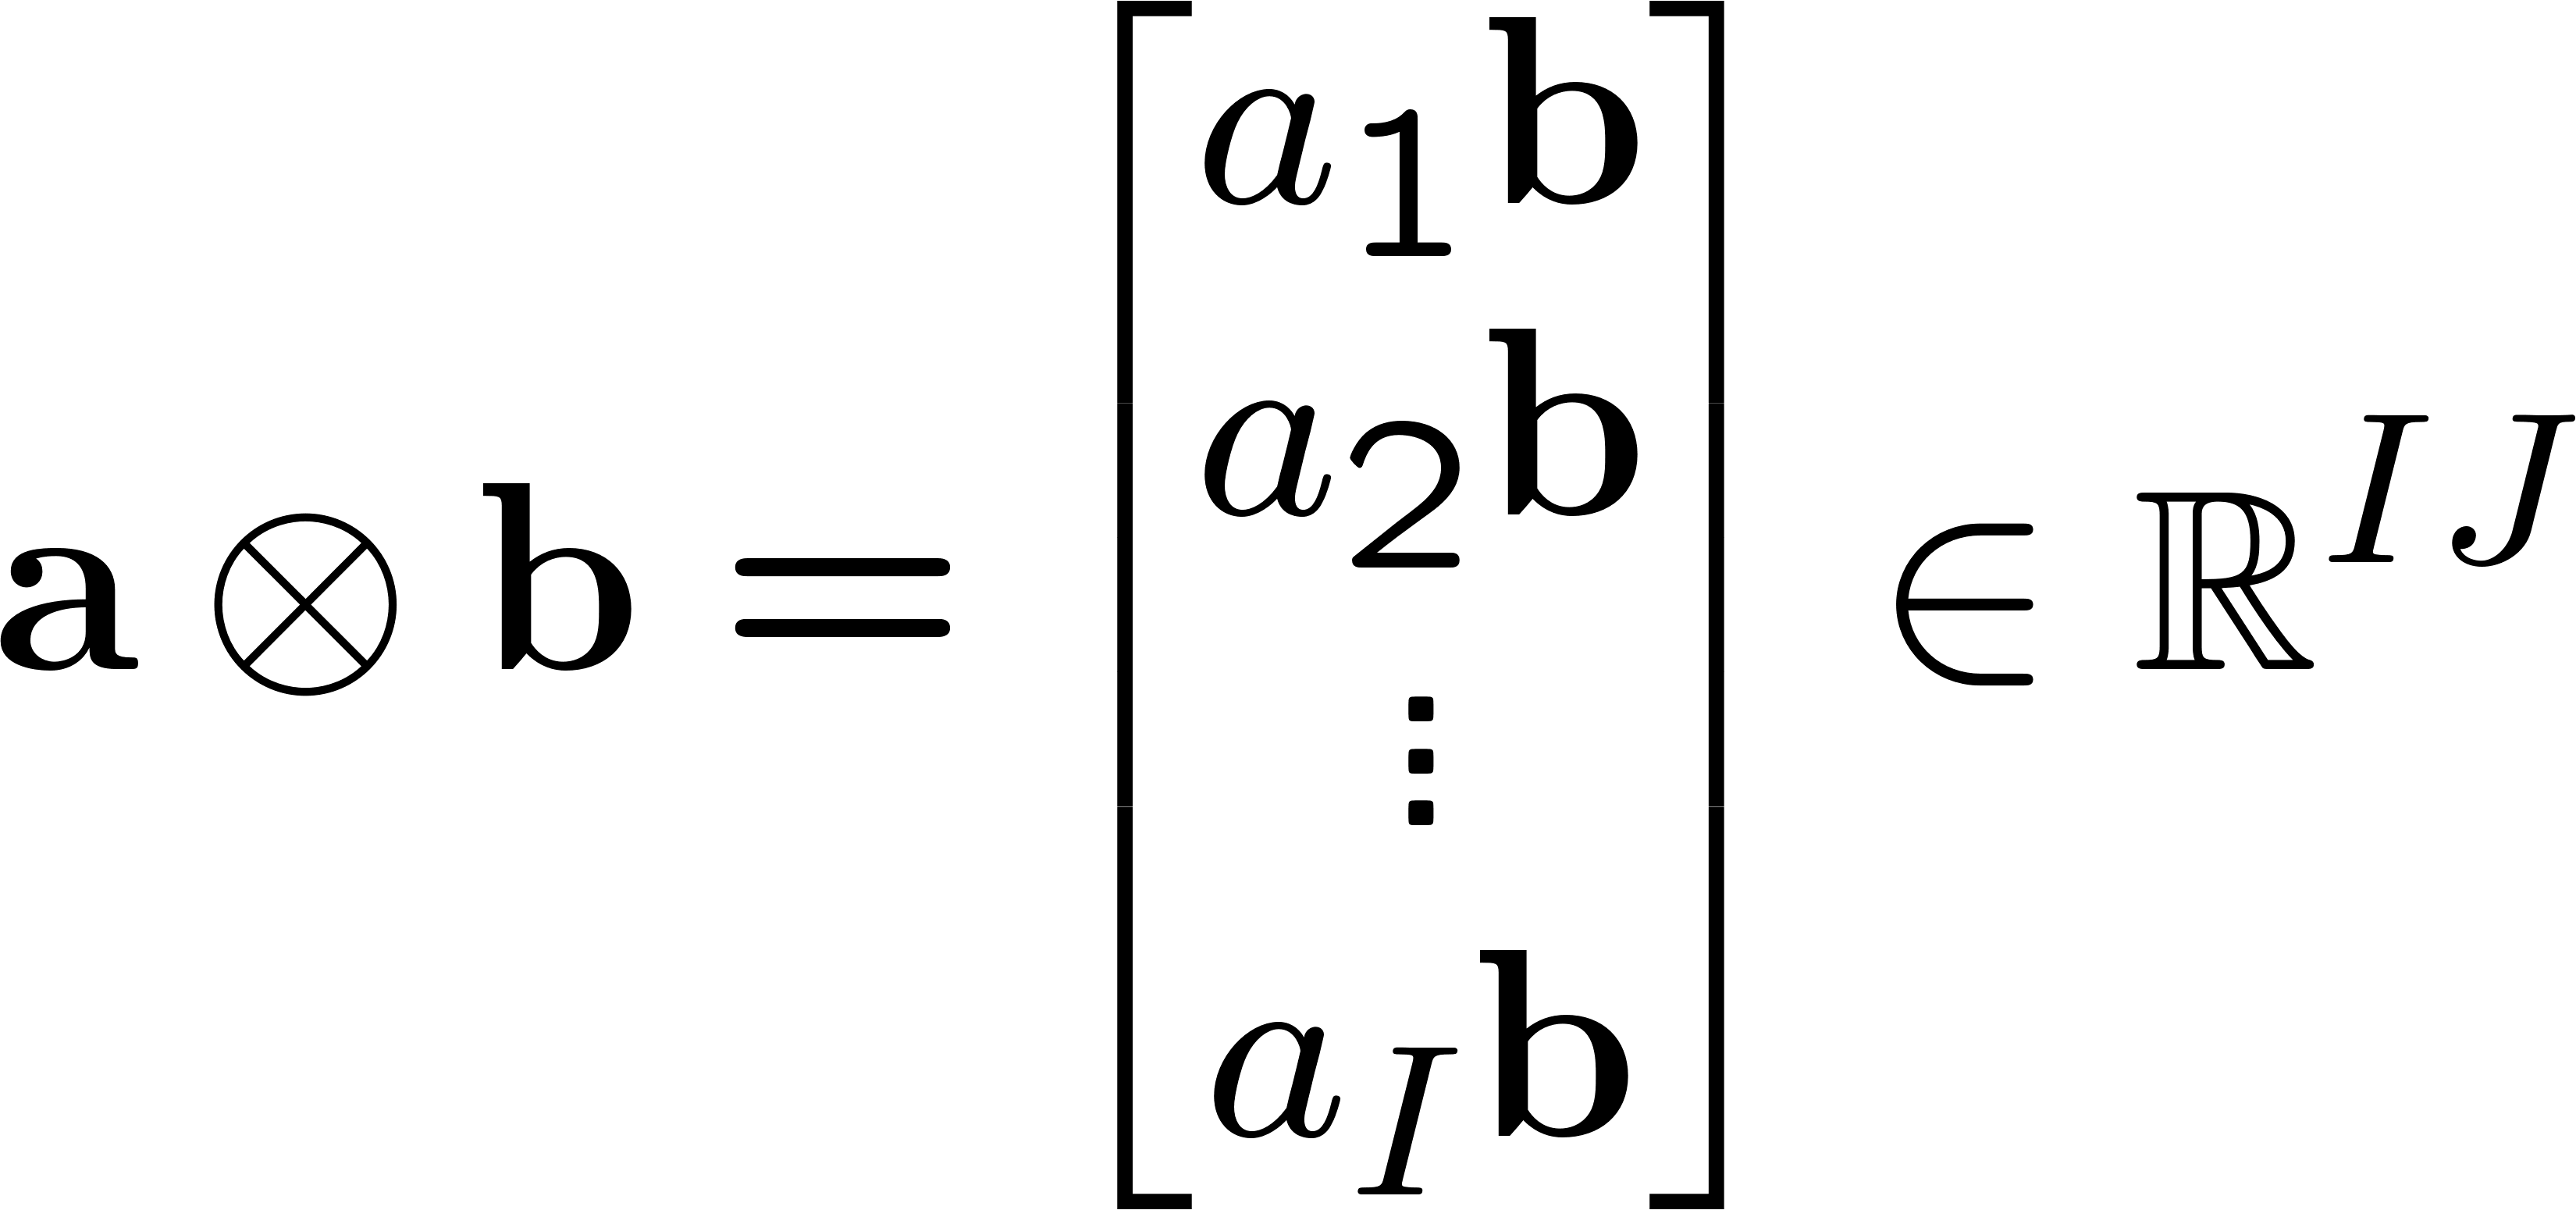 𝐚 ⊗ 𝐛 = [a₁𝐛 a₂𝐛 ⋮ a_I𝐛] ∈ ℝ^{IJ}